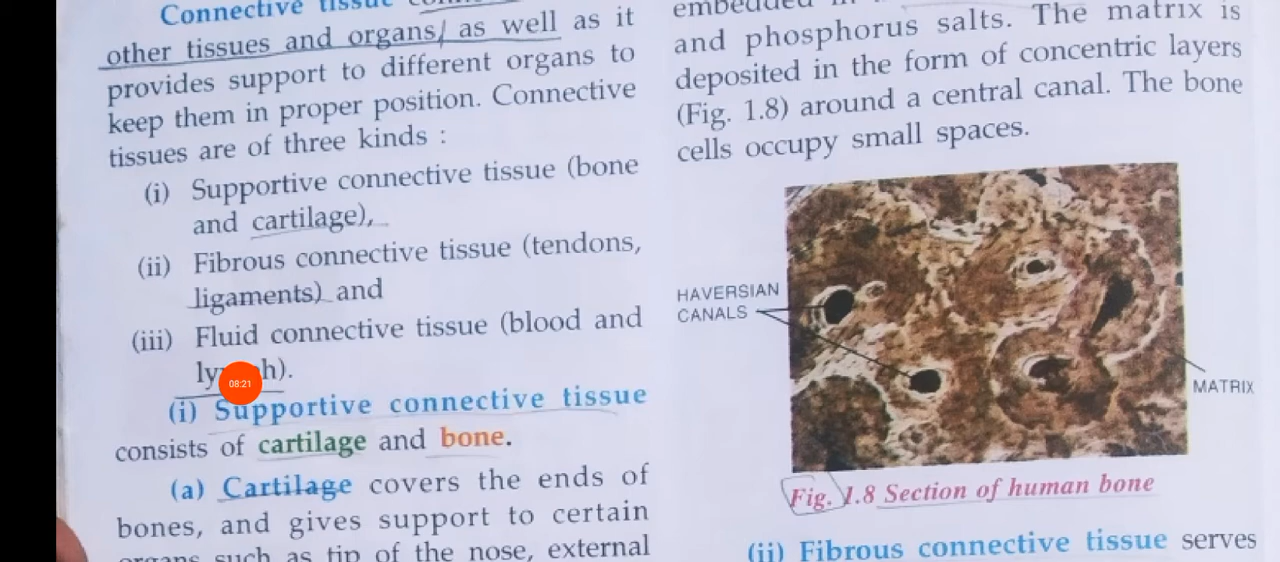 Connective tissue
other tissues and organs/ as well as it
provides support to different organs to
keep them in proper position. Connective
tissues are of three kinds :
(i) Supportive connective tissue (bone
and cartilage),
(ii) Fibrous connective tissue (tendons,
ligaments) and
(iii) Fluid connective tissue (blood and
08:21
(i) Supportive connective tissue
consists of cartilage and bone.
(a) Cartilage covers the ends of
bones, and gives support to certain
organs such as tip of the nose, external
embedded in
and phosphorus salts. The matrix is
deposited in the form of concentric layers
(Fig. 1.8) around a central canal. The bone
cells occupy small spaces.
HAVERSIAN
CANALS
MATRIX
Fig. 1.8 Section of human bone
(ii) Fibrous connective tissue serves